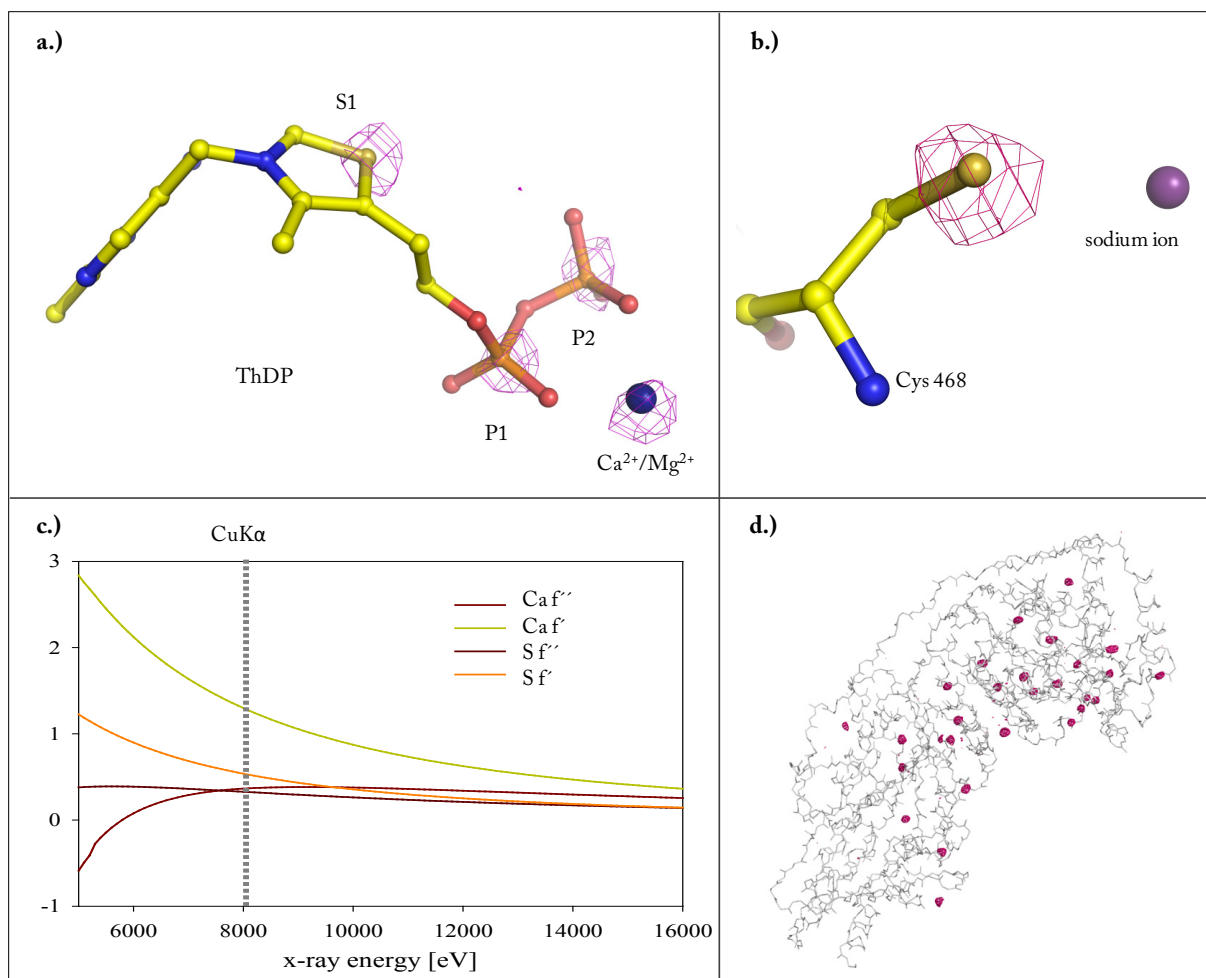 a.)
S1
ThDP
P1
P2
Ca²⁺/Mg²⁺
b.)
sodium ion
Cys 468
c.)
CuKα
3
2
1
0
-1
Ca f´´
Ca f´
S f´´
S f´
6000 8000 10000 12000 14000 16000
x-ray energy [eV]
d.)